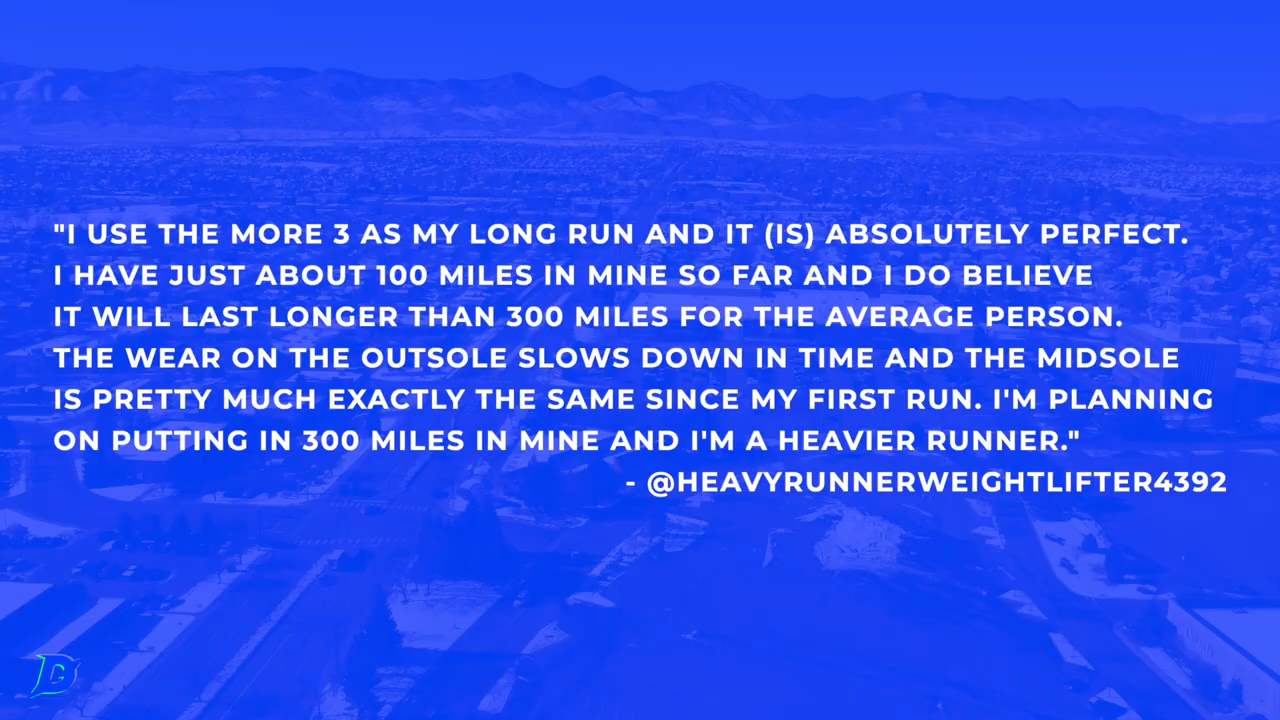 "I USE THE MORE 3 AS MY LONG RUN AND IT (IS) ABSOLUTELY PERFECT.
I HAVE JUST ABOUT 100 MILES IN MINE SO FAR AND I DO BELIEVE
IT WILL LAST LONGER THAN 300 MILES FOR THE AVERAGE PERSON.
THE WEAR ON THE OUTSOLE SLOWS DOWN IN TIME AND THE MIDSOLE
IS PRETTY MUCH EXACTLY THE SAME SINCE MY FIRST RUN. I'M PLANNING
ON PUTTING IN 300 MILES IN MINE AND I'M A HEAVIER RUNNER."
- @HEAVYRUNNERWEIGHTLIFTER4392